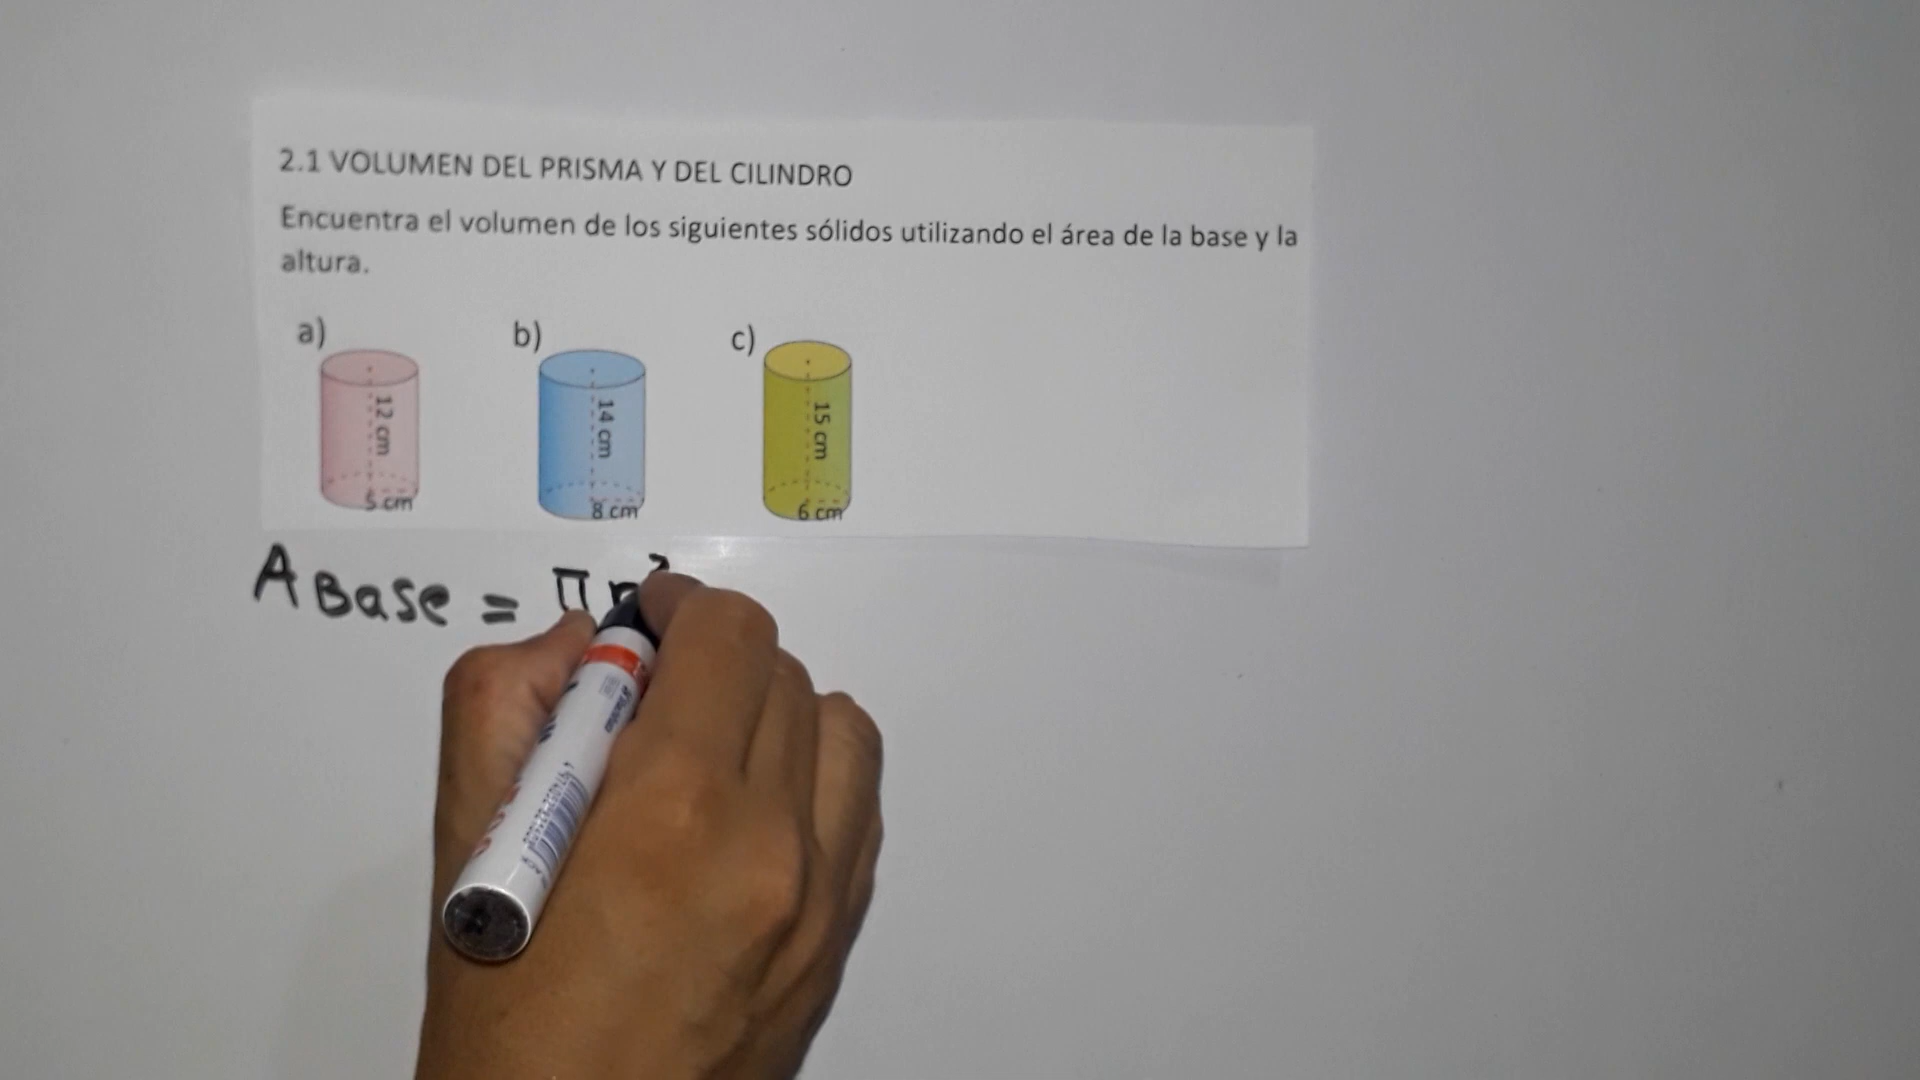 2.1 VOLUMEN DEL PRISMA Y DEL CILINDRO
Encuentra el volumen de los siguientes sólidos utilizando el área de la base y la
altura.
a) b) c)
12 cm 14 cm 15 cm
5 cm 8 cm 6 cm
A Base = π r²